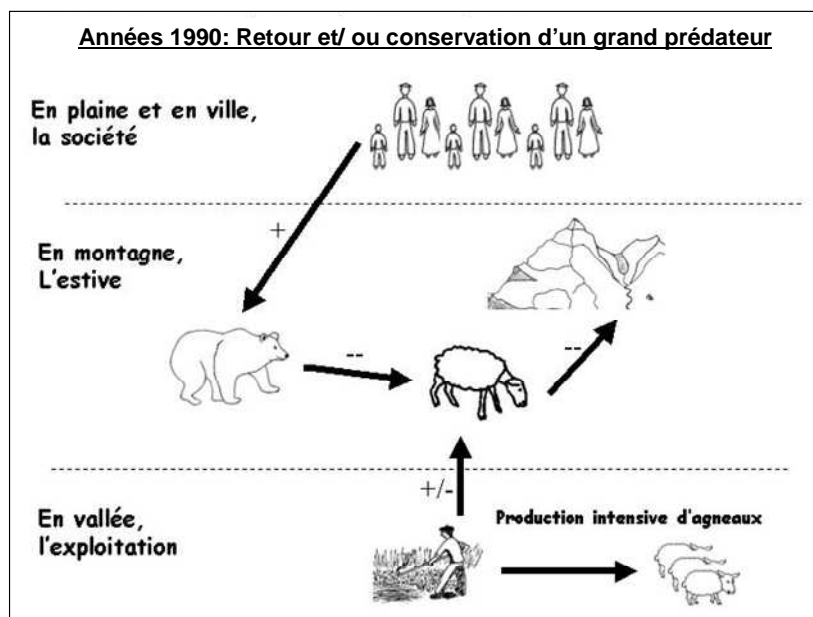 Années 1990: Retour et/ ou conservation d'un grand prédateur
En plaine et en ville,
la société
+
En montagne,
L'estive
--
--
+/-
En vallée,
l'exploitation
Production intensive d'agneaux